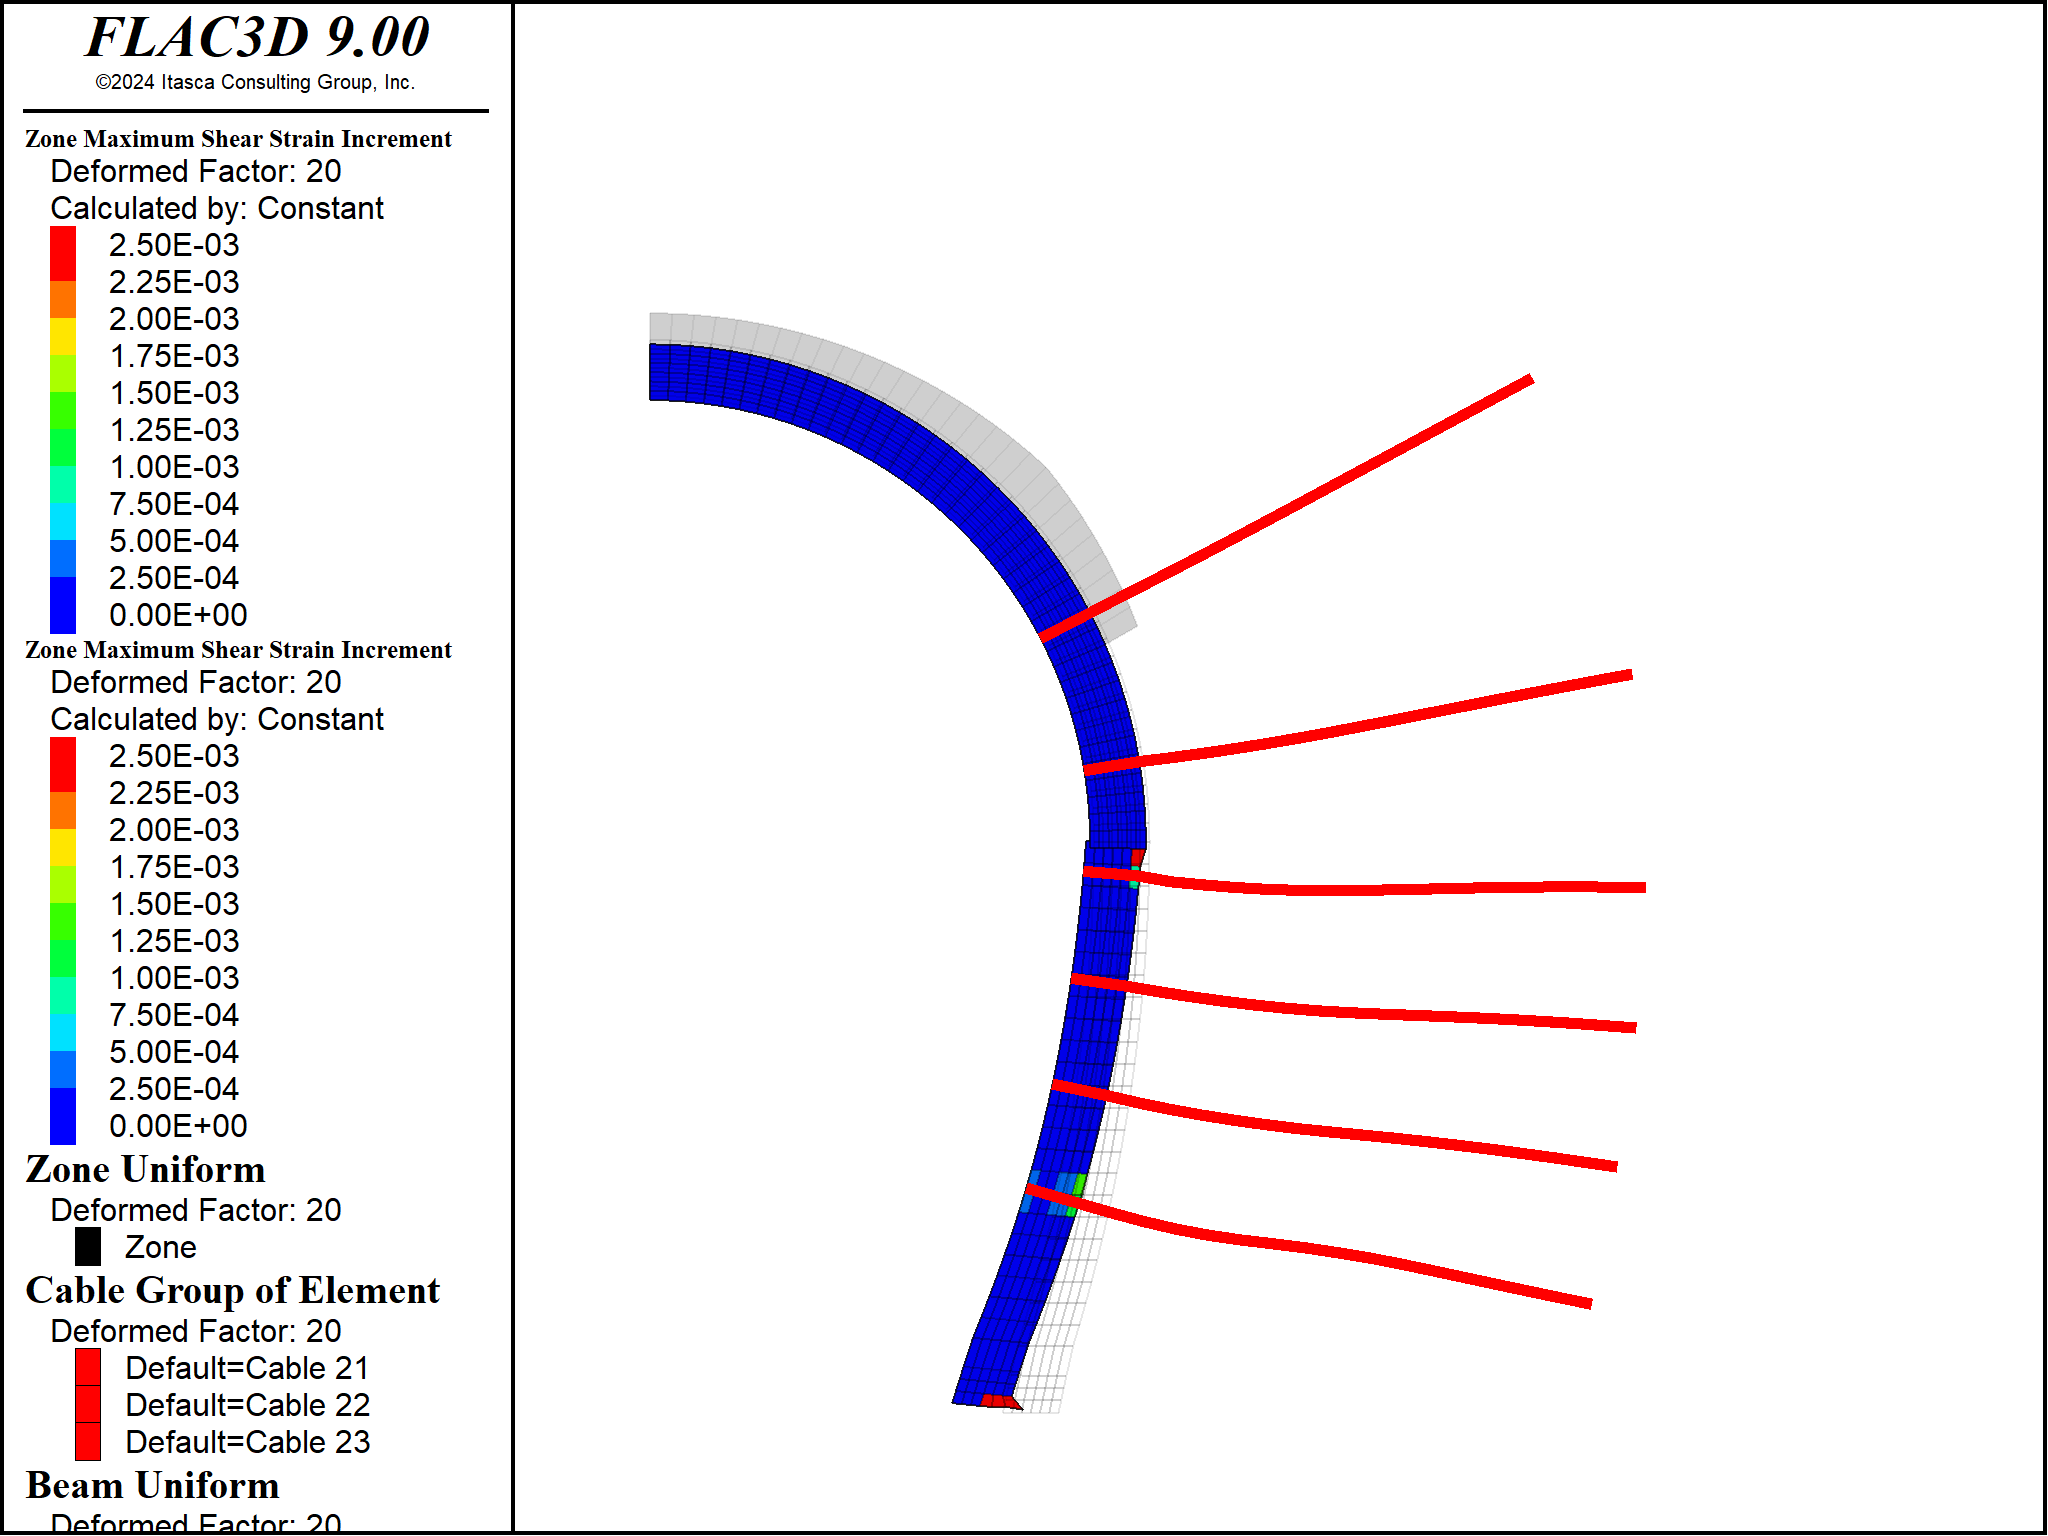 FLAC3D 9.00
©2024 Itasca Consulting Group, Inc.
Zone Maximum Shear Strain Increment
Deformed Factor: 20
Calculated by: Constant
2.50E-03
2.25E-03
2.00E-03
1.75E-03
1.50E-03
1.25E-03
1.00E-03
7.50E-04
5.00E-04
2.50E-04
0.00E+00
Zone Maximum Shear Strain Increment
Deformed Factor: 20
Calculated by: Constant
2.50E-03
2.25E-03
2.00E-03
1.75E-03
1.50E-03
1.25E-03
1.00E-03
7.50E-04
5.00E-04
2.50E-04
0.00E+00
Zone Uniform
Deformed Factor: 20
Zone
Cable Group of Element
Deformed Factor: 20
Default=Cable 21
Default=Cable 22
Default=Cable 23
Beam Uniform
Deformed Factor: 20